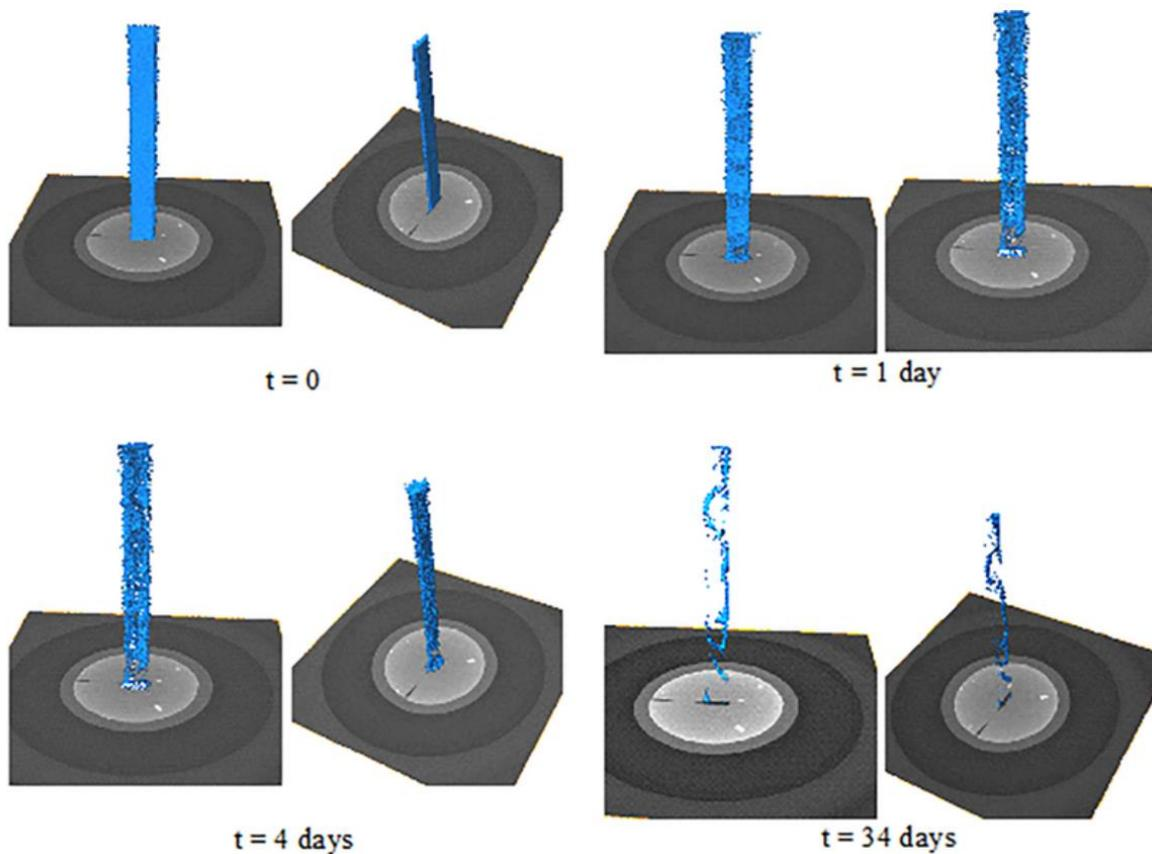 t = 0
t = 1 day
t = 4 days
t = 34 days